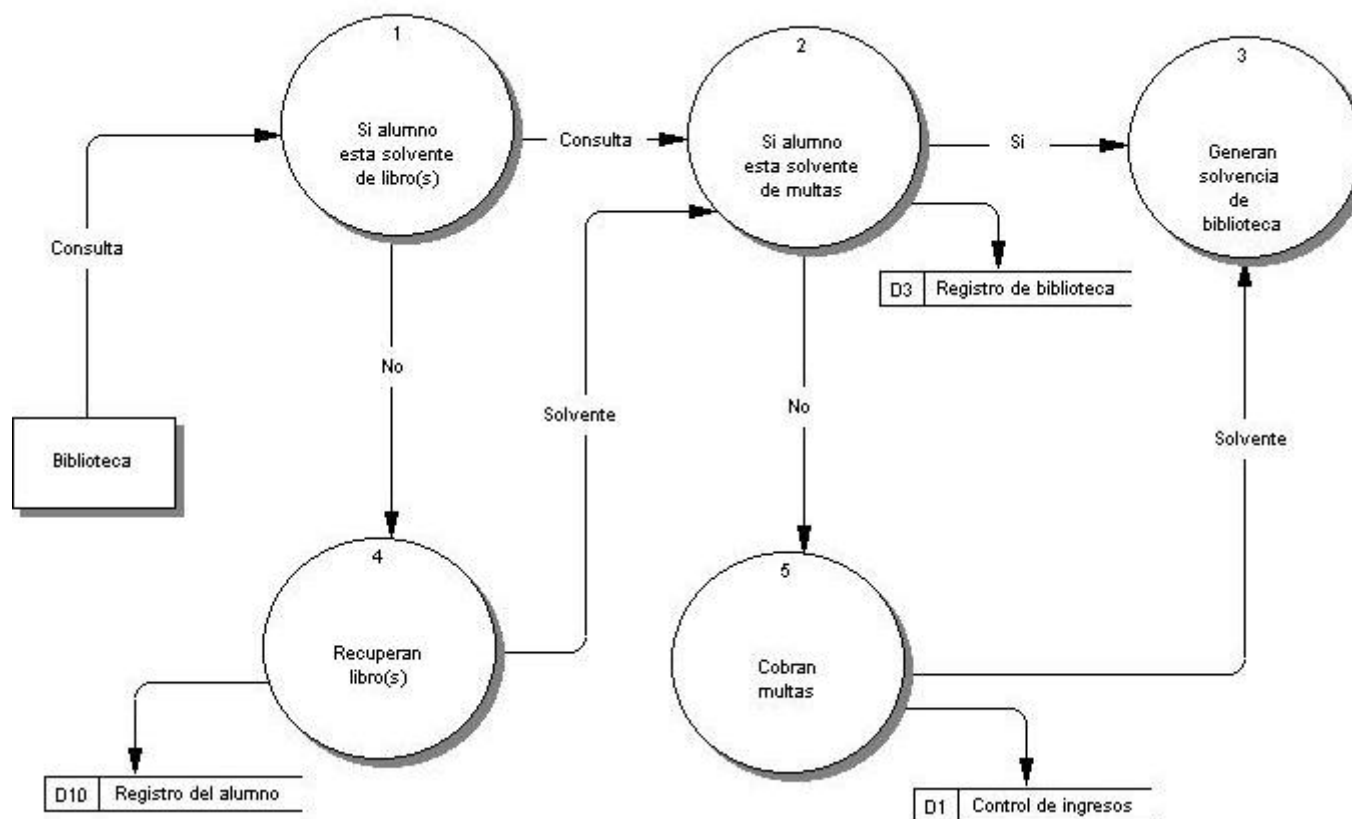 1
Si alumno
esta solvente
de libro(s)
Consulta
2
Si alumno
esta solvente
de multas
Si
3
Generan
solvencia
de
biblioteca
Consulta
D3 Registro de biblioteca
No
Solvente
No
Solvente
Biblioteca
4
Recuperan
libro(s)
5
Cobran
multas
D10 Registro del alumno
D1 Control de ingresos